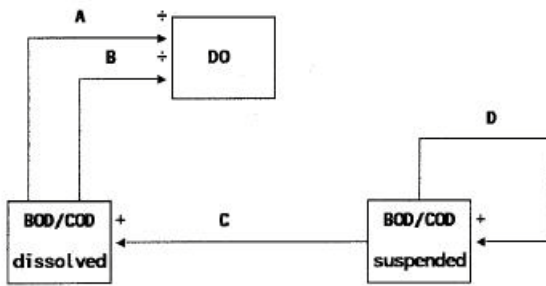 A
÷
÷
B
DO
D
BOD/COD
+
C
BOD/COD
+
dissolved
suspended